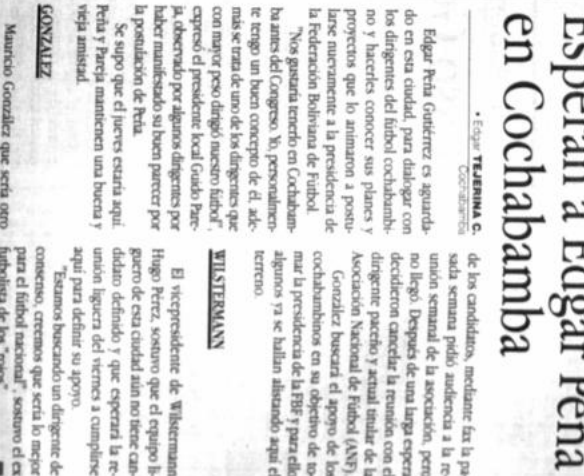 Esperan a Edgar Peña
en Cochabamba
• Edgar TEJERINA C.
Cochabamba
Edgar Peña Gutiérrez es aguarda-
do en esta ciudad, para dialogar con
los dirigentes del fútbol cochabambi-
no y hacerles conocer sus planes y
proyectos que lo animaron a postu-
larse nuevamente a la presidencia de
la Federación Boliviana de Fútbol.
"Nos gustaría tenerlo en Cochabam-
ba antes del Congreso. Yo, personalmen-
te tengo un buen concepto de él, ade-
más se trata de uno de los dirigentes que
con mayor peso dirigió nuestro fútbol",
expresó el presidente local Guido Pare-
ja, observado por algunos dirigentes por
haber manifestado su buen parecer por
la postulación de Peña.
Se supo que el jueves estaría aquí.
Peña y Pareja mantienen una buena y
vieja amistad.
GONZALEZ
Mauricio González que sería otro
de los candidatos, mediante fax la pa-
sada semana pidió audiencia a la re-
unión semanal de la asociación, pero
no llegó. Después de una larga espera
decidieron cancelar la reunión con el
dirigente paceño y actual titular de la
Asociación Nacional de Fútbol (ANF).
González buscará el apoyo de los
cochabambinos en su objetivo de to-
mar la presidencia de la FBF y para ello
algunos ya se hallan alistando aquí el
terreno.
WILSTERMANN
El vicepresidente de Wilstermann
Hugo Pérez, sostuvo que el equipo li-
guero de esta ciudad aún no tiene can-
didato definido y que esperará la re-
unión liguera del viernes a cumplirse
aquí para definir su apoyo.
"Estamos buscando un dirigente de
consenso, creemos que sería lo mejor
para el fútbol nacional", sostuvo el ex
futbolista de los "rojos".